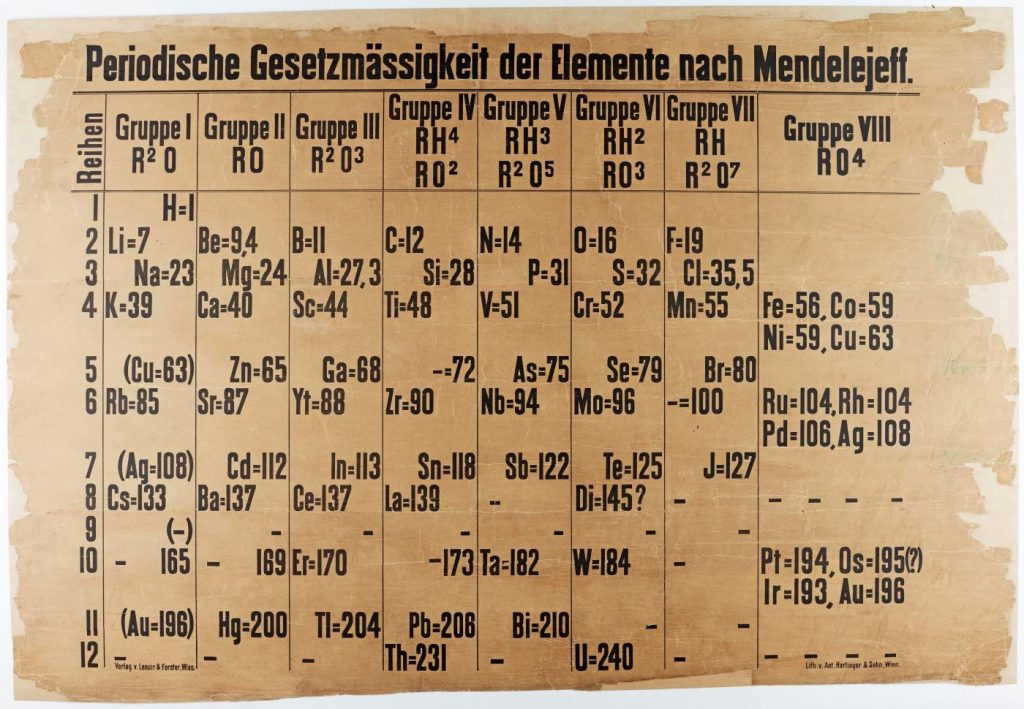 Periodische Gesetzmässigkeit der Elemente nach Mendelejeff.
Reihen Gruppe I Gruppe II Gruppe III Gruppe IV Gruppe V Gruppe VI Gruppe VII Gruppe VIII
RH⁴ RH³ RH² RH
R² O RO R² O³ RO² R² O⁵ RO³ R² O⁷ RO⁴
1 H=1
2 Li=7 Be=9,4 B=11 C=12 N=14 O=16 F=19
3 Na=23 Mg=24 Al=27,3 Si=28 P=31 S=32 Cl=35,5
4 K=39 Ca=40 Sc=44 Ti=48 V=51 Cr=52 Mn=55 Fe=56, Co=59
Ni=59, Cu=63
5 (Cu=63) Zn=65 Ga=68 -=72 As=75 Se=79 Br=80
6 Rb=85 Sr=87 Yt=88 Zr=90 Nb=94 Mo=96 -=100 Ru=104, Rh=104
Pd=106, Ag=108
7 (Ag=108) Cd=112 In=113 Sn=118 Sb=122 Te=125 J=127
8 Cs=133 Ba=137 Ce=137 La=139 - Di=145? - - - - -
9 (-) - - - - - -
10 - 165 - 169 Er=170 -173 Ta=182 W=184 - Pt=194, Os=195(?)
Ir=193, Au=196
11 (Au=196) Hg=200 Tl=204 Pb=206 Bi=210 - -
12 - - - Th=231 - U=240 - - - - -
Verlag v. Lenoir & Forster, Wien. Lith. v. Ant. Hartinger & Sohn, Wien.